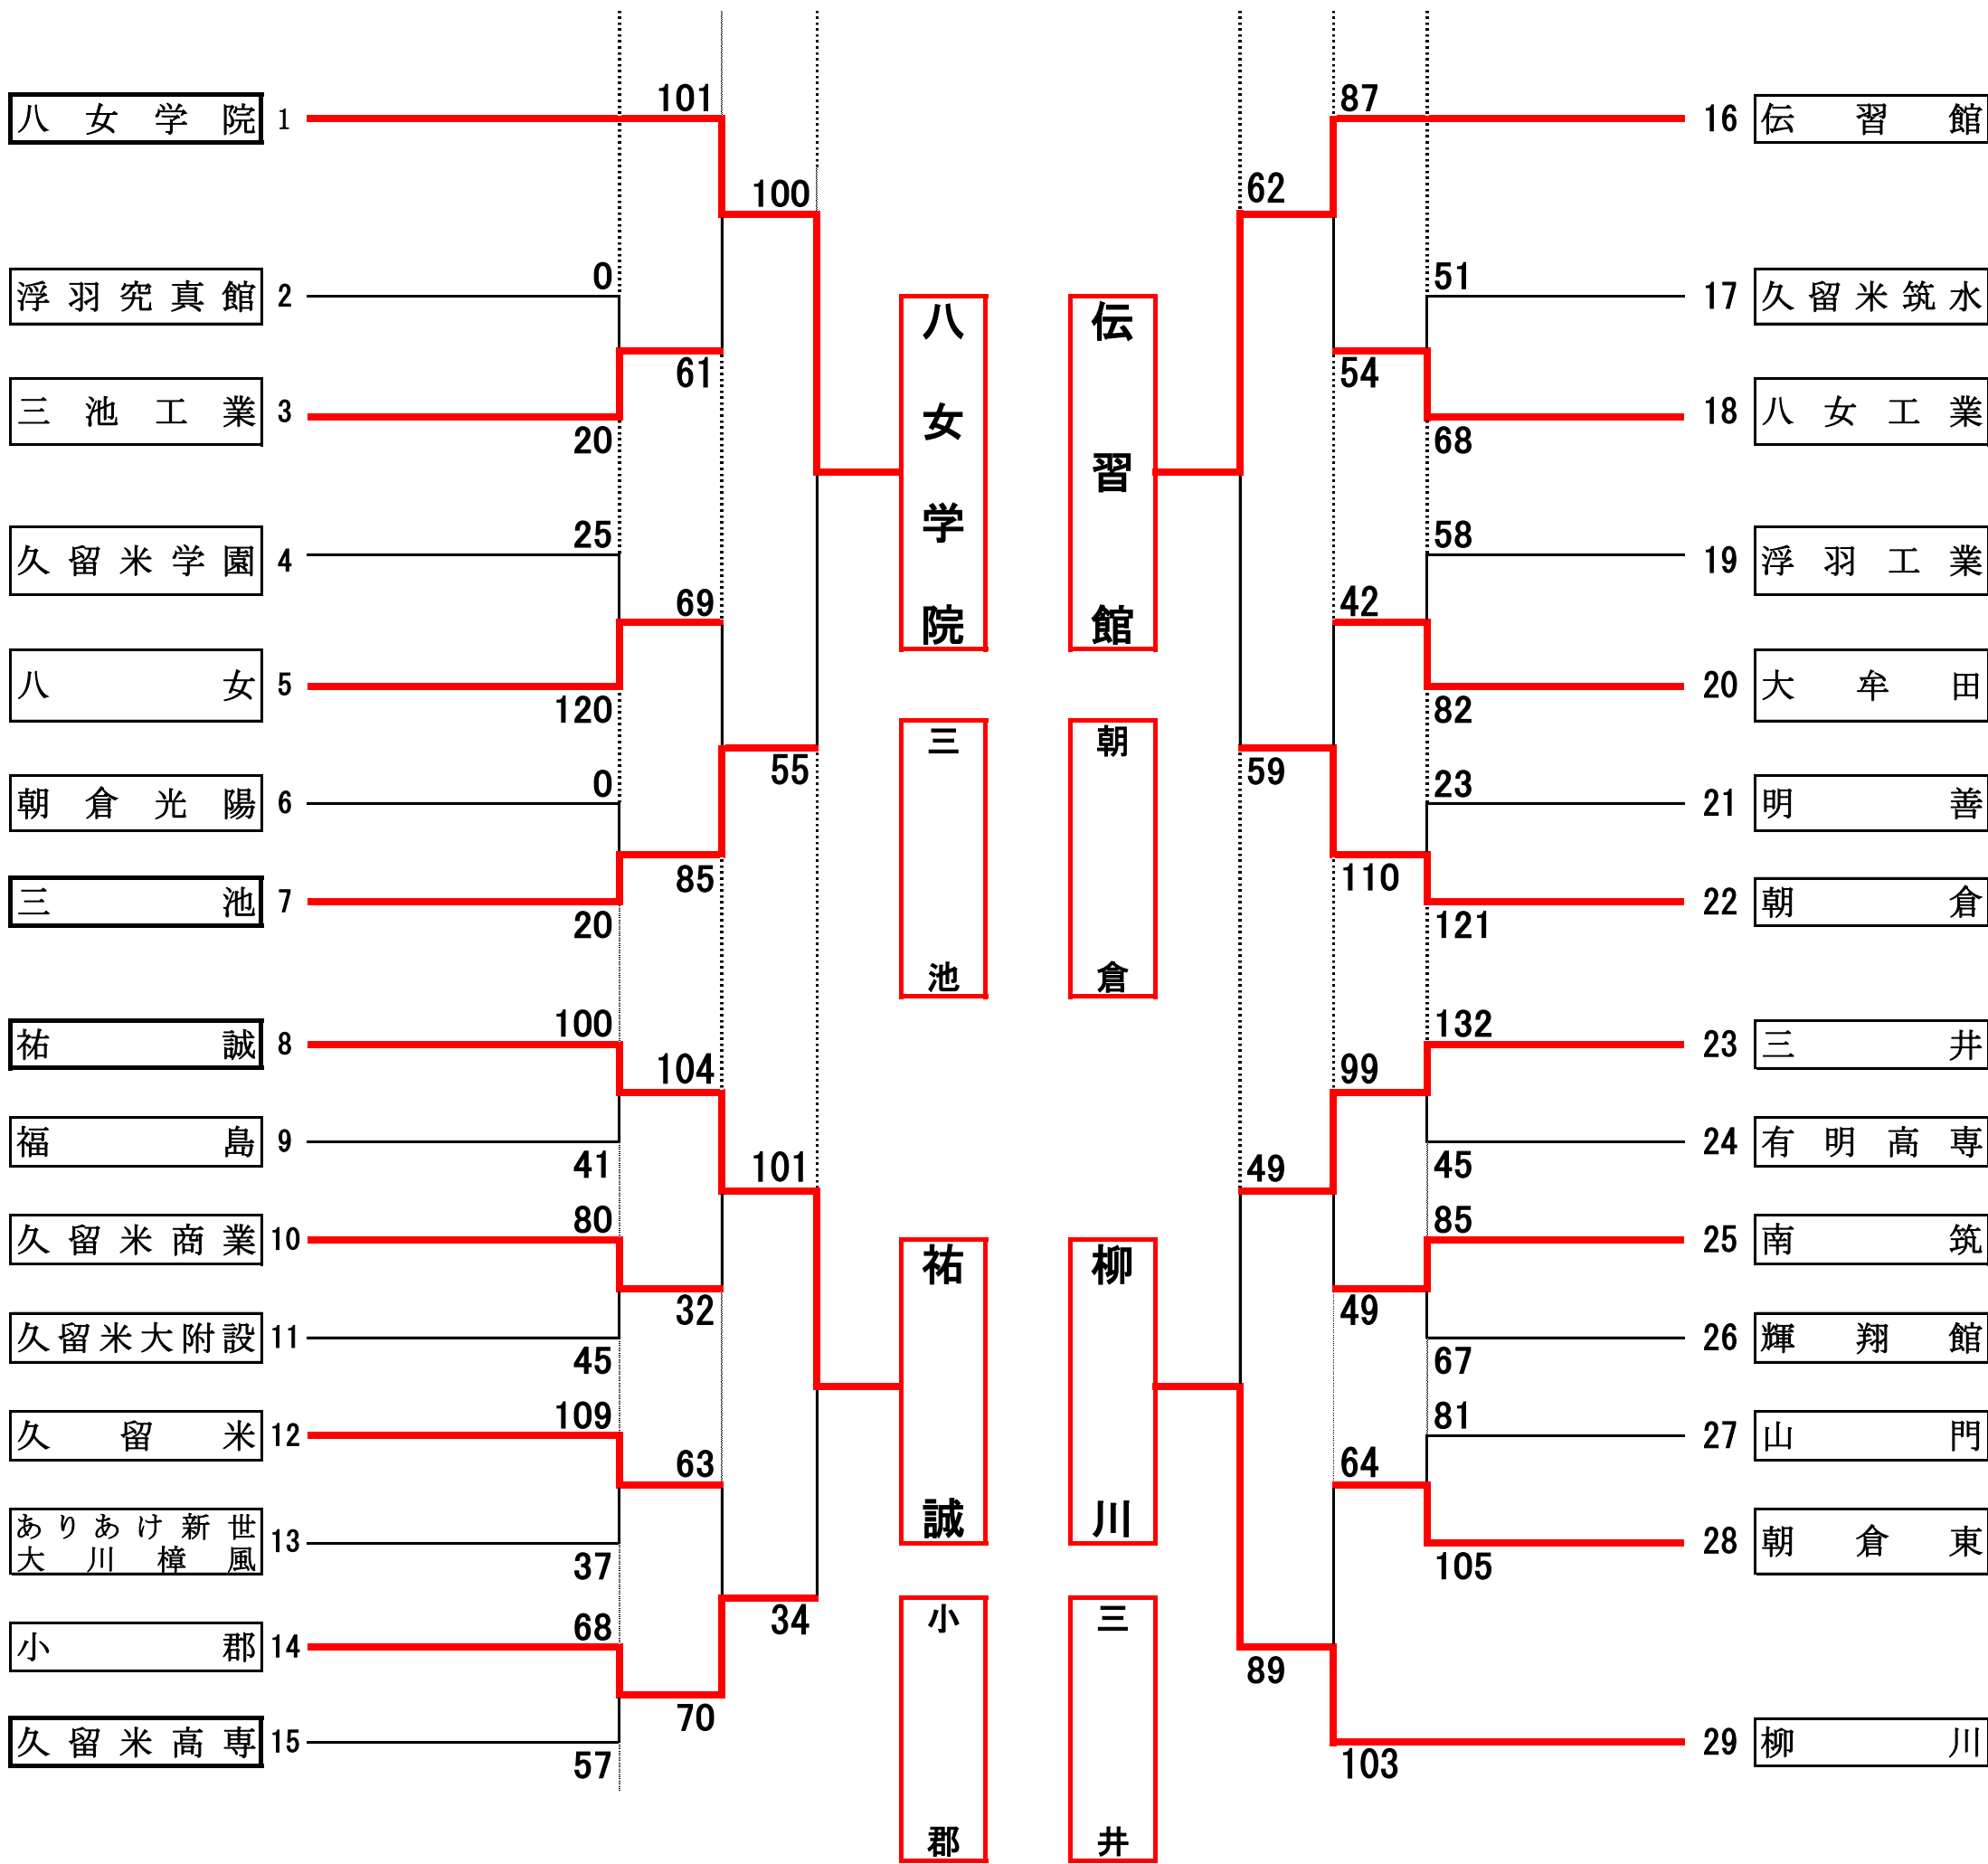 八女学院 1
101
浮羽究真館 2
0
三池工業 3
20
61
100
久留米学園 4
25
八女 5
120
69
朝倉光陽 6
0
三池 7
20
85
55
祐誠 8
100
福島 9
41
104
久留米商業 10
80
久留米大附設 11
45
32
101
久留米 12
109
ありあけ新世
大川樟風
13
37
63
小郡 14
68
久留米高専 15
57
70
34
八女学院
三池
祐誠
小郡
伝習館
朝倉
柳川
三井
16 伝習館
87
62
17 久留米筑水
51
18 八女工業
68
54
19 浮羽工業
58
20 大牟田
82
42
21 明善
23
22 朝倉
121
110
59
23 三井
132
24 有明高専
45
99
49
25 南筑
85
26 輝翔館
67
49
27 山門
81
28 朝倉東
105
64
29 柳川
103
89